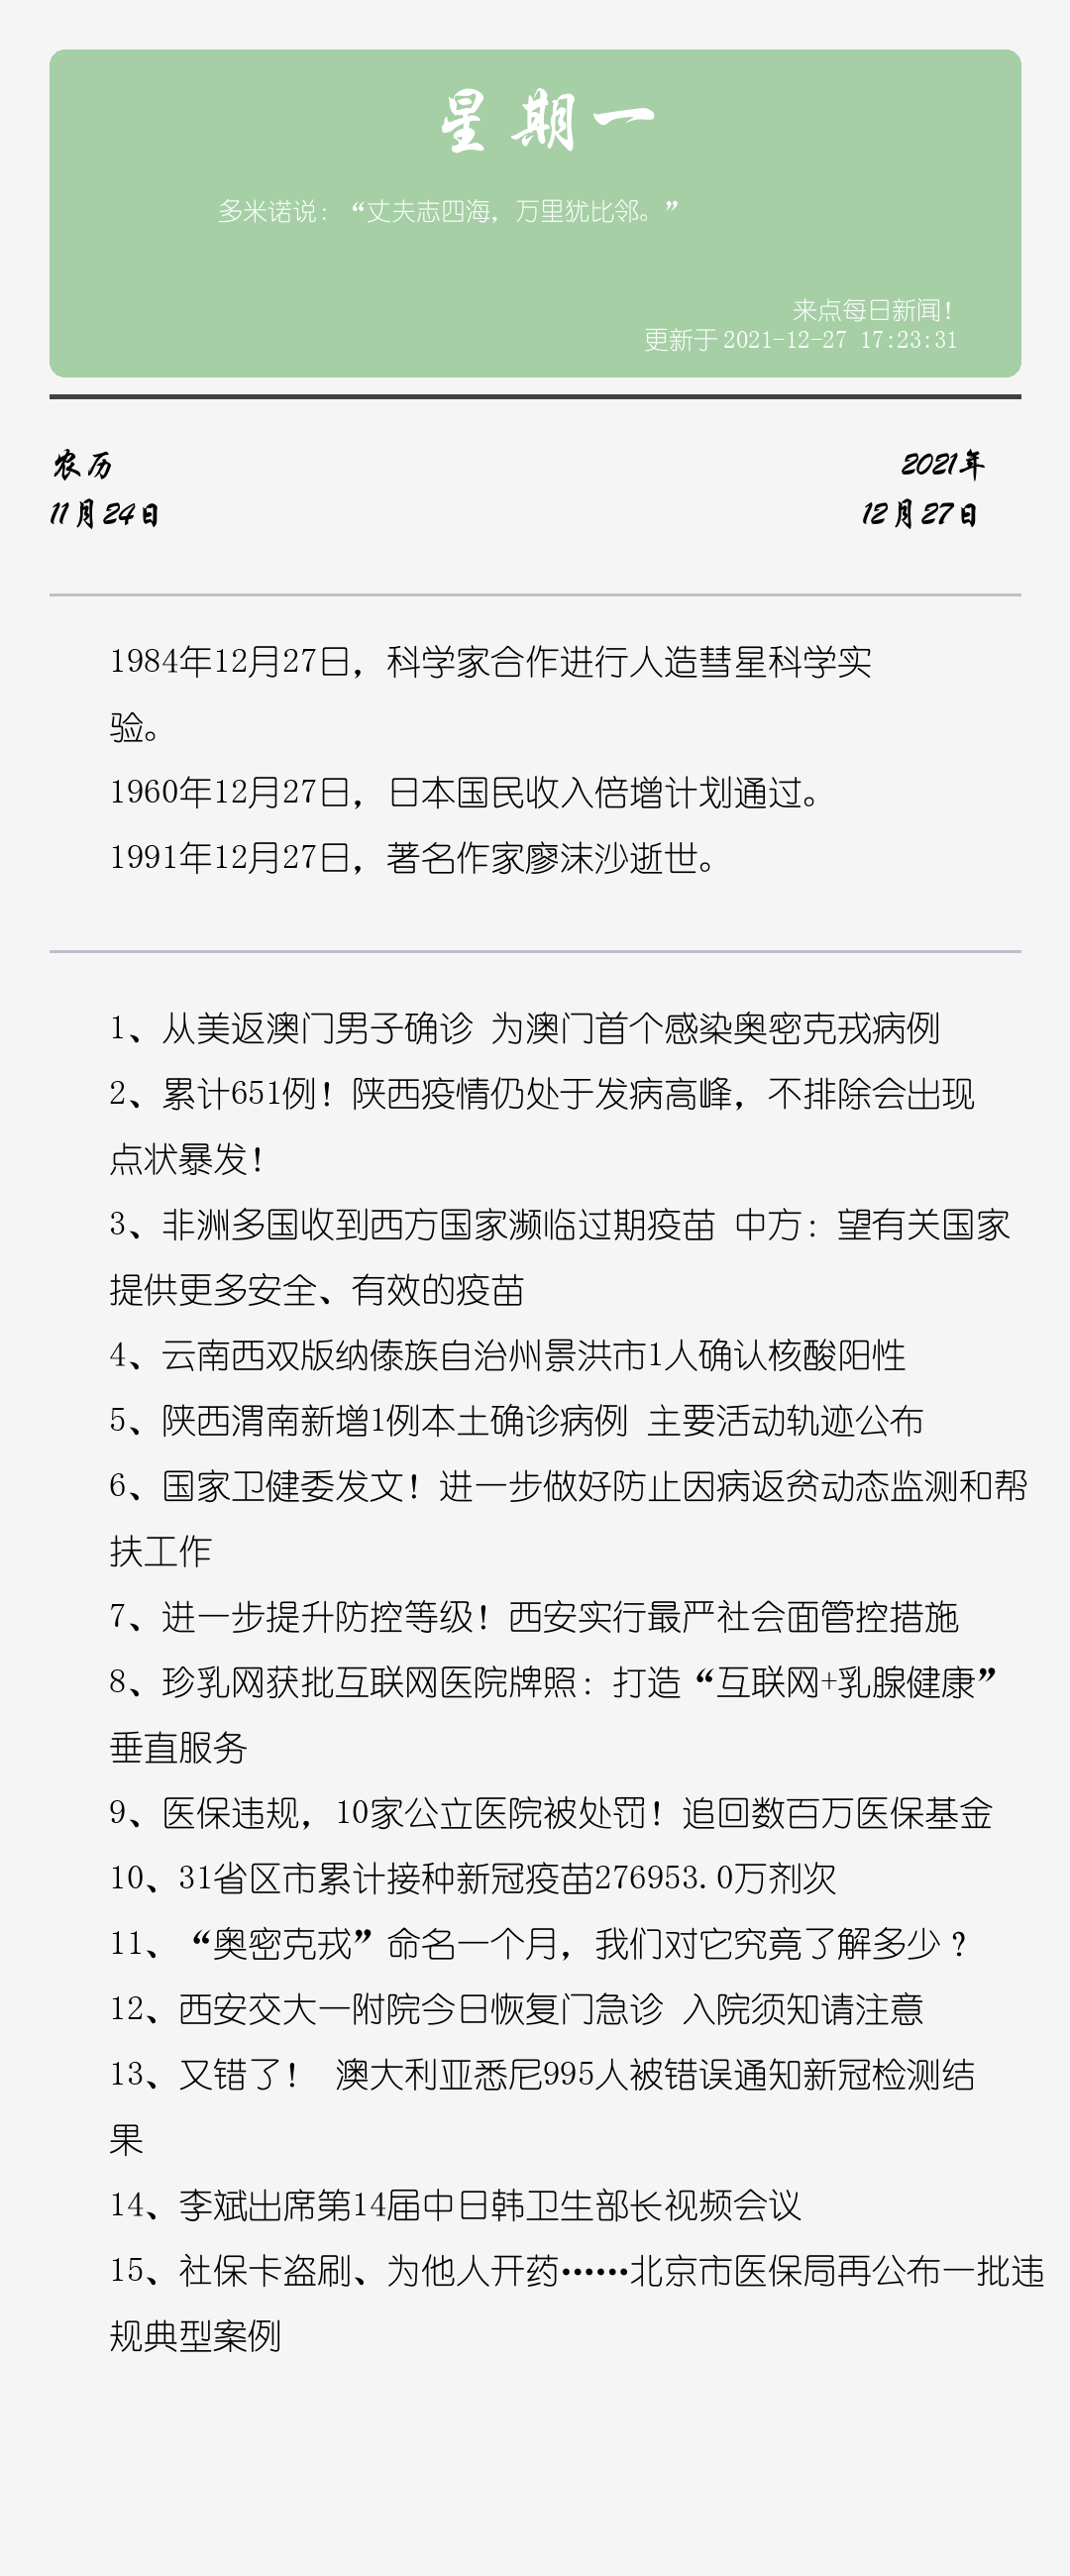 星期一
多米诺说：“丈夫志四海，万里犹比邻。”
来点每日新闻！
更新于 2021-12-27 17:23:31
农历
2021年
11月24日
12月27日
1984年12月27日，科学家合作进行人造彗星科学实
验。
1960年12月27日，日本国民收入倍增计划通过。
1991年12月27日，著名作家廖沫沙逝世。
1、从美返澳门男子确诊 为澳门首个感染奥密克戎病例
2、累计651例！陕西疫情仍处于发病高峰，不排除会出现
点状暴发！
3、非洲多国收到西方国家濒临过期疫苗 中方：望有关国家
提供更多安全、有效的疫苗
4、云南西双版纳傣族自治州景洪市1人确认核酸阳性
5、陕西渭南新增1例本土确诊病例 主要活动轨迹公布
6、国家卫健委发文！进一步做好防止因病返贫动态监测和帮
扶工作
7、进一步提升防控等级！西安实行最严社会面管控措施
8、珍乳网获批互联网医院牌照：打造“互联网+乳腺健康”
垂直服务
9、医保违规，10家公立医院被处罚！追回数百万医保基金
10、31省区市累计接种新冠疫苗276953.0万剂次
11、“奥密克戎”命名一个月，我们对它究竟了解多少？
12、西安交大一附院今日恢复门急诊 入院须知请注意
13、又错了！ 澳大利亚悉尼995人被错误通知新冠检测结
果
14、李斌出席第14届中日韩卫生部长视频会议
15、社保卡盗刷、为他人开药……北京市医保局再公布一批违
规典型案例